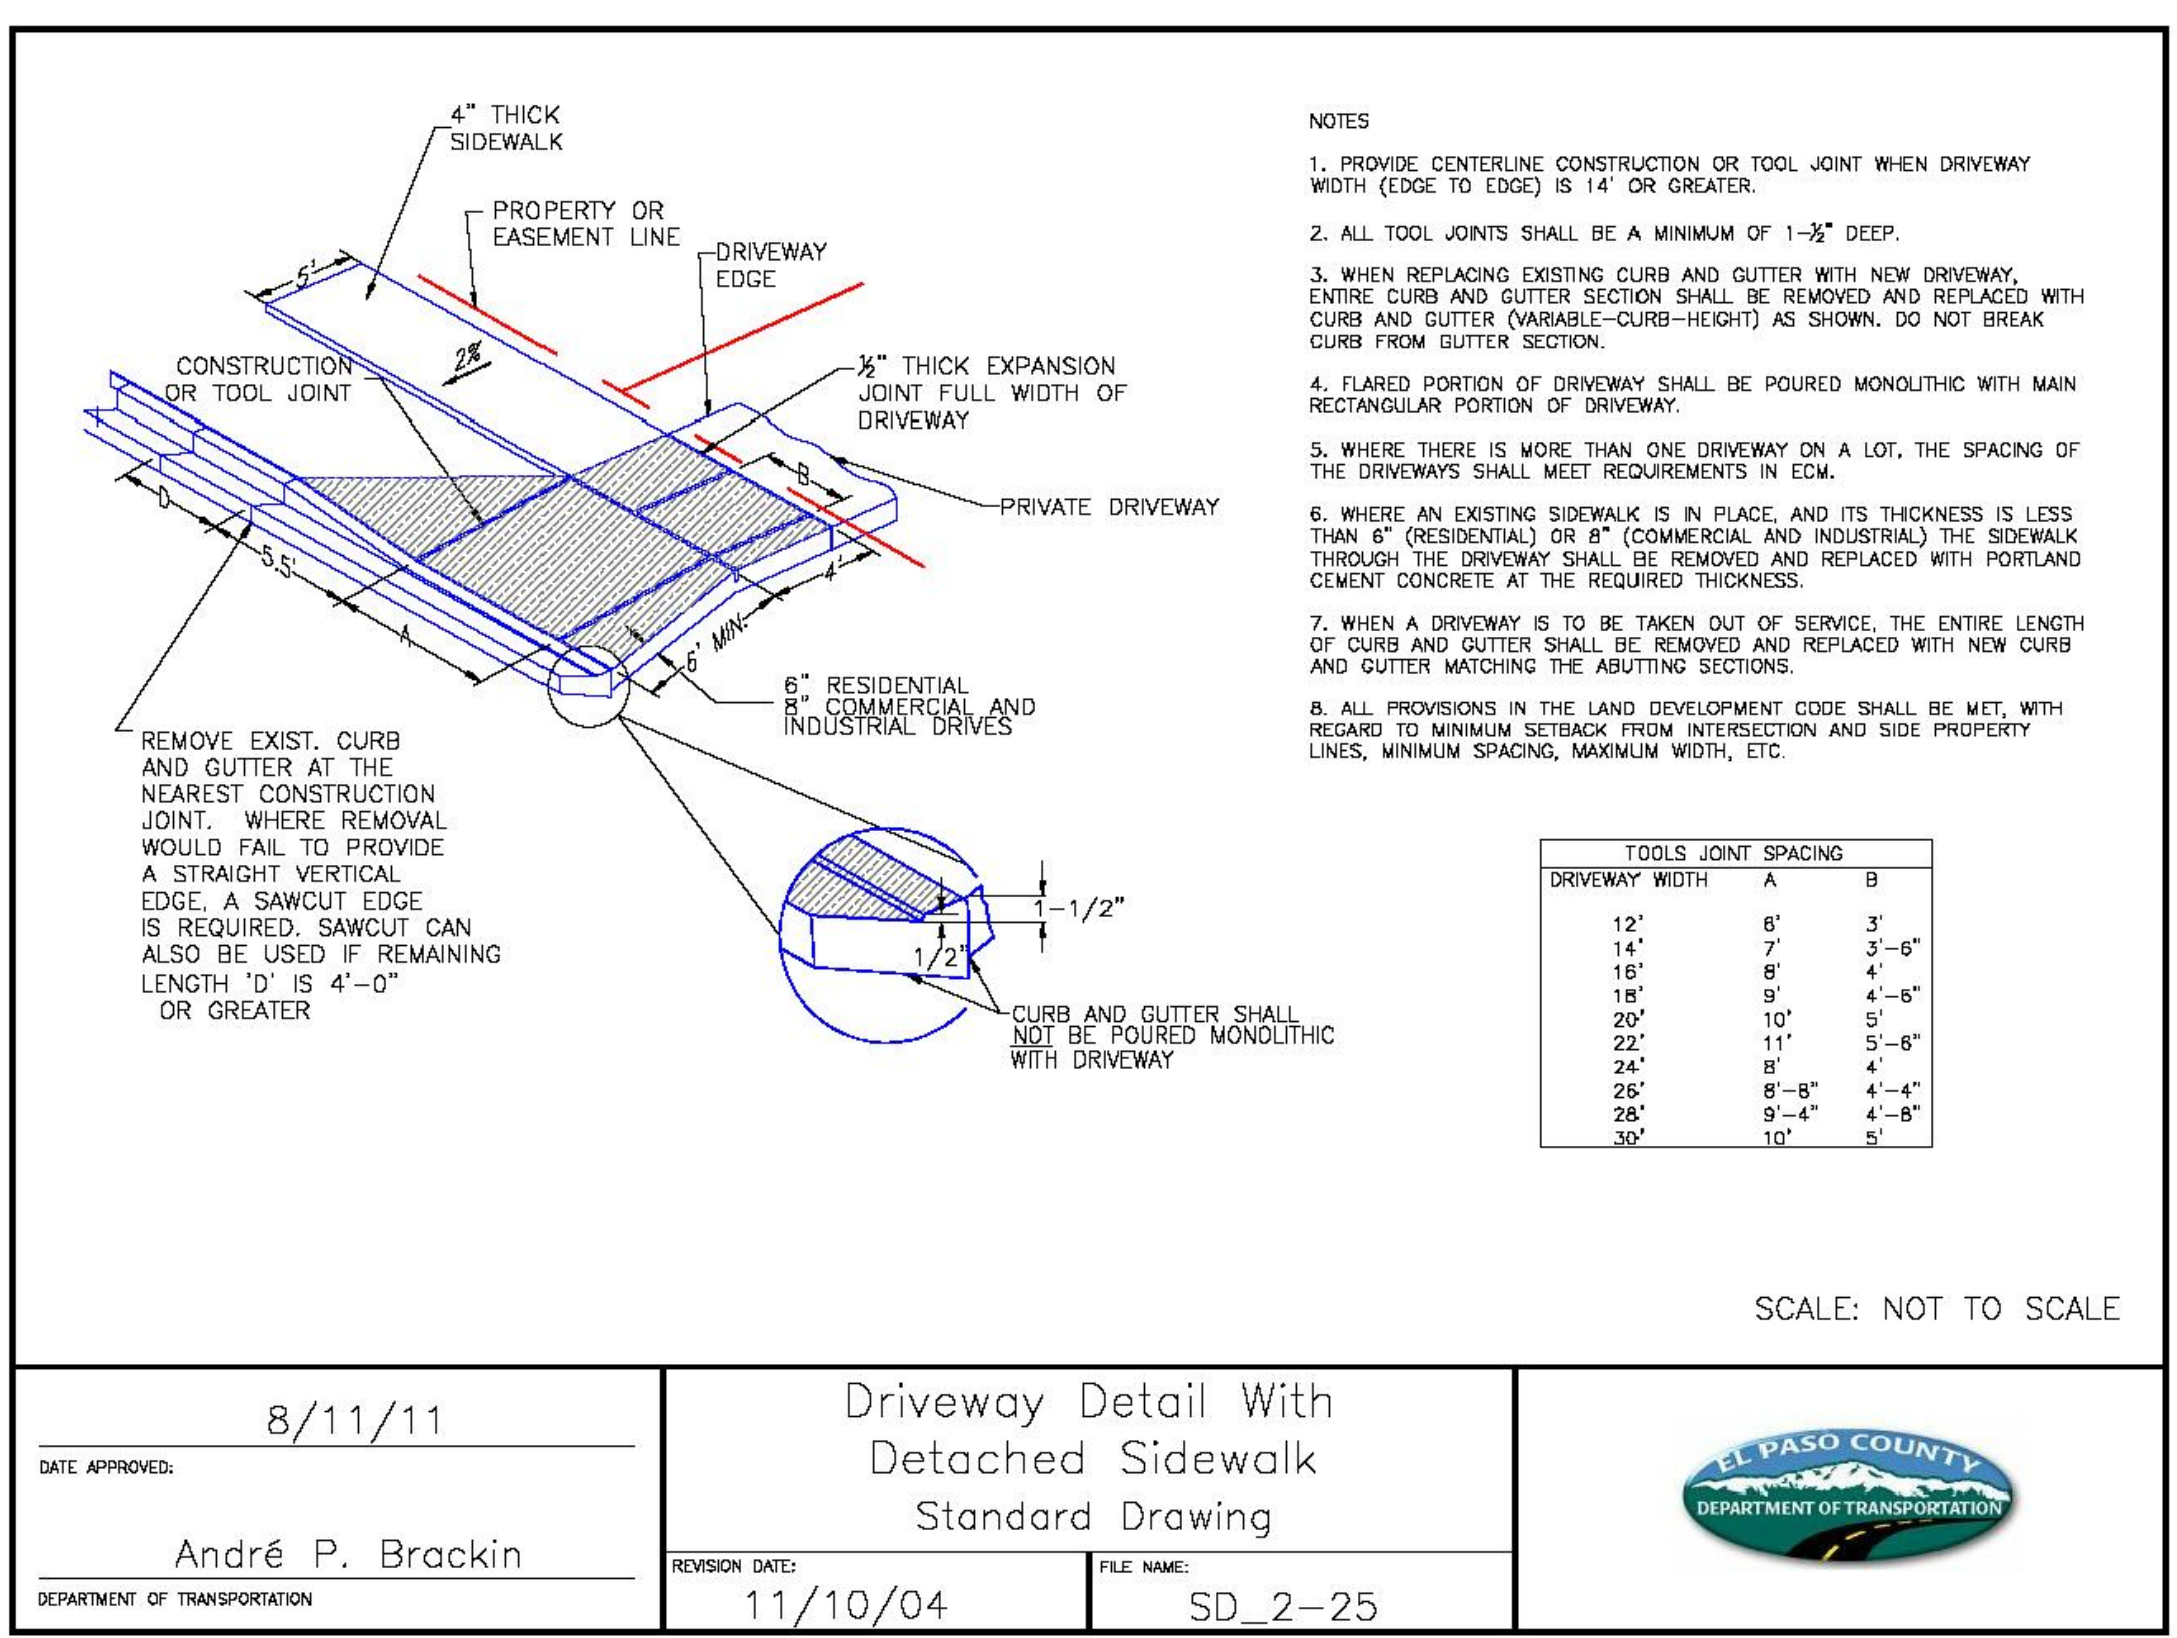 4" THICK
SIDEWALK
PROPERTY OR
EASEMENT LINE
DRIVEWAY
EDGE
5'
2%
CONSTRUCTION
OR TOOL JOINT
½" THICK EXPANSION
JOINT FULL WIDTH OF
DRIVEWAY
B
PRIVATE DRIVEWAY
D
5.5'
A
4'
6' MIN.
6" RESIDENTIAL
8" COMMERCIAL AND
INDUSTRIAL DRIVES
REMOVE EXIST. CURB
AND GUTTER AT THE
NEAREST CONSTRUCTION
JOINT. WHERE REMOVAL
WOULD FAIL TO PROVIDE
A STRAIGHT VERTICAL
EDGE, A SAWCUT EDGE
IS REQUIRED. SAWCUT CAN
ALSO BE USED IF REMAINING
LENGTH 'D' IS 4'-0"
OR GREATER
1-1/2"
1/2"
CURB AND GUTTER SHALL
NOT BE POURED MONOLITHIC
WITH DRIVEWAY
NOTES
1. PROVIDE CENTERLINE CONSTRUCTION OR TOOL JOINT WHEN DRIVEWAY
WIDTH (EDGE TO EDGE) IS 14' OR GREATER.
2. ALL TOOL JOINTS SHALL BE A MINIMUM OF 1-½" DEEP.
3. WHEN REPLACING EXISTING CURB AND GUTTER WITH NEW DRIVEWAY,
ENTIRE CURB AND GUTTER SECTION SHALL BE REMOVED AND REPLACED WITH
CURB AND GUTTER (VARIABLE-CURB-HEIGHT) AS SHOWN. DO NOT BREAK
CURB FROM GUTTER SECTION.
4. FLARED PORTION OF DRIVEWAY SHALL BE POURED MONOLITHIC WITH MAIN
RECTANGULAR PORTION OF DRIVEWAY.
5. WHERE THERE IS MORE THAN ONE DRIVEWAY ON A LOT, THE SPACING OF
THE DRIVEWAYS SHALL MEET REQUIREMENTS IN ECM.
6. WHERE AN EXISTING SIDEWALK IS IN PLACE, AND ITS THICKNESS IS LESS
THAN 6" (RESIDENTIAL) OR 8" (COMMERCIAL AND INDUSTRIAL) THE SIDEWALK
THROUGH THE DRIVEWAY SHALL BE REMOVED AND REPLACED WITH PORTLAND
CEMENT CONCRETE AT THE REQUIRED THICKNESS.
7. WHEN A DRIVEWAY IS TO BE TAKEN OUT OF SERVICE, THE ENTIRE LENGTH
OF CURB AND GUTTER SHALL BE REMOVED AND REPLACED WITH NEW CURB
AND GUTTER MATCHING THE ABUTTING SECTIONS.
8. ALL PROVISIONS IN THE LAND DEVELOPMENT CODE SHALL BE MET, WITH
REGARD TO MINIMUM SETBACK FROM INTERSECTION AND SIDE PROPERTY
LINES, MINIMUM SPACING, MAXIMUM WIDTH, ETC.
TOOLS JOINT SPACING
DRIVEWAY WIDTH A B
12' 6' 3'
14' 7' 3'-6"
16' 8' 4'
18' 9' 4'-6"
20' 10' 5'
22' 11' 5'-6"
24' 8' 4'
26' 8'-8" 4'-4"
28' 9'-4" 4'-8"
30' 10' 5'
SCALE: NOT TO SCALE
8/11/11
DATE APPROVED:
André P. Brackin
DEPARTMENT OF TRANSPORTATION
Driveway Detail With
Detached Sidewalk
Standard Drawing
REVISION DATE:
11/10/04
FILE NAME:
SD_2-25
EL PASO COUNTY
DEPARTMENT OF TRANSPORTATION